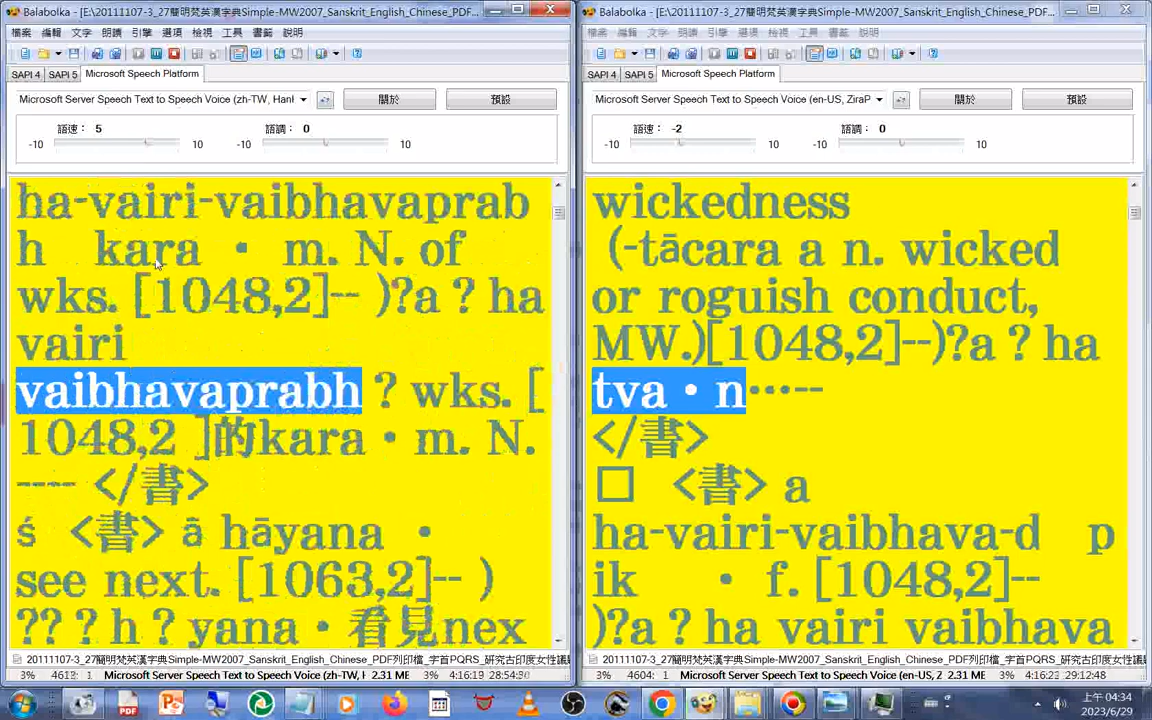 Balabolka - [E:\20111107-3_27簡明梵英漢字典Simple-MW2007_Sanskrit_English_Chinese_PDF...
檔案 編輯 文字 朗讀 引擎 選項 檢視 工具 書籤 說明
SAPI 4 SAPI 5 Microsoft Speech Platform
Microsoft Server Speech Text to Speech Voice (zh-TW, Hanl
關於 預設
語速： 5 語調： 0
-10 10 -10 10
ha-vairi-vaibhavaprab
h kara • m. N. of
wks. [1048,2]-- )?a ? ha
vairi
vaibhavaprabh ? wks. [
1048,2 ]的kara • m. N.
---- </書>
ś <書> ā hāyana •
see next. [1063,2]-- )
?? ? h ? yana • 看見nex
20111107-3_27簡明梵英漢字典Simple-MW2007_Sanskrit_English_Chinese_PDF列印檔_字首PQRS_研究古印度女性議
3% 4612: 1 Microsoft Server Speech Text to Speech Voice (zh-TW, H 2.31 ME 4:16:19 28:54:30
Balabolka - [E:\20111107-3_27簡明梵英漢字典Simple-MW2007_Sanskrit_English_Chinese_PDF...
檔案 編輯 文字 朗讀 引擎 選項 檢視 工具 書籤 說明
SAPI 4 SAPI 5 Microsoft Speech Platform
Microsoft Server Speech Text to Speech Voice (en-US, ZiraP
關於 預設
語速： -2 語調： 0
-10 10 -10 10
wickedness
(-tācara a n. wicked
or roguish conduct,
MW.)[1048,2]--)?a ? ha
tva • n…--
</書>
□ <書> a
ha-vairi-vaibhava-d p
ik • f. [1048,2]--
)?a ? ha vairi vaibhava
20111107-3_27簡明梵英漢字典Simple-MW2007_Sanskrit_English_Chinese_PDF列印檔_字首PQRS_研究古印度女性議
3% 4604: 1 Microsoft Server Speech Text to Speech Voice (en-US, Z 2.31 ME 4:16:22 29:12:48
上午 04:34
2023/6/29